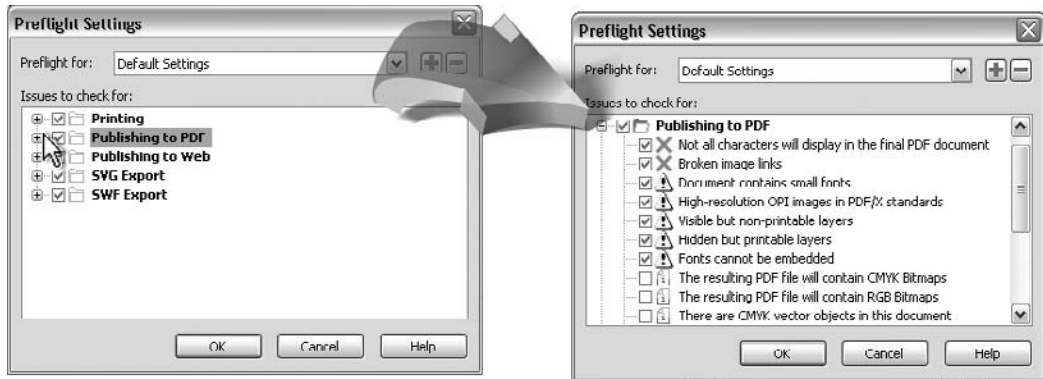 Preflight Settings
Preflight for: Default Settings
Issues to check for:
Printing
Publishing to PDF
Publishing to Web
SVG Export
SWF Export
OK Cancel Help
Preflight Settings
Preflight for: Default Settings
Issues to check for:
Publishing to PDF
Not all characters will display in the final PDF document
Broken image links
Document contains small fonts
High-resolution OPI images in PDF/X standards
Visible but non-printable layers
Hidden but printable layers
Fonts cannot be embedded
The resulting PDF file will contain CMYK Bitmaps
The resulting PDF file will contain RGB Bitmaps
There are CMYK vector objects in this document
OK Cancel Help